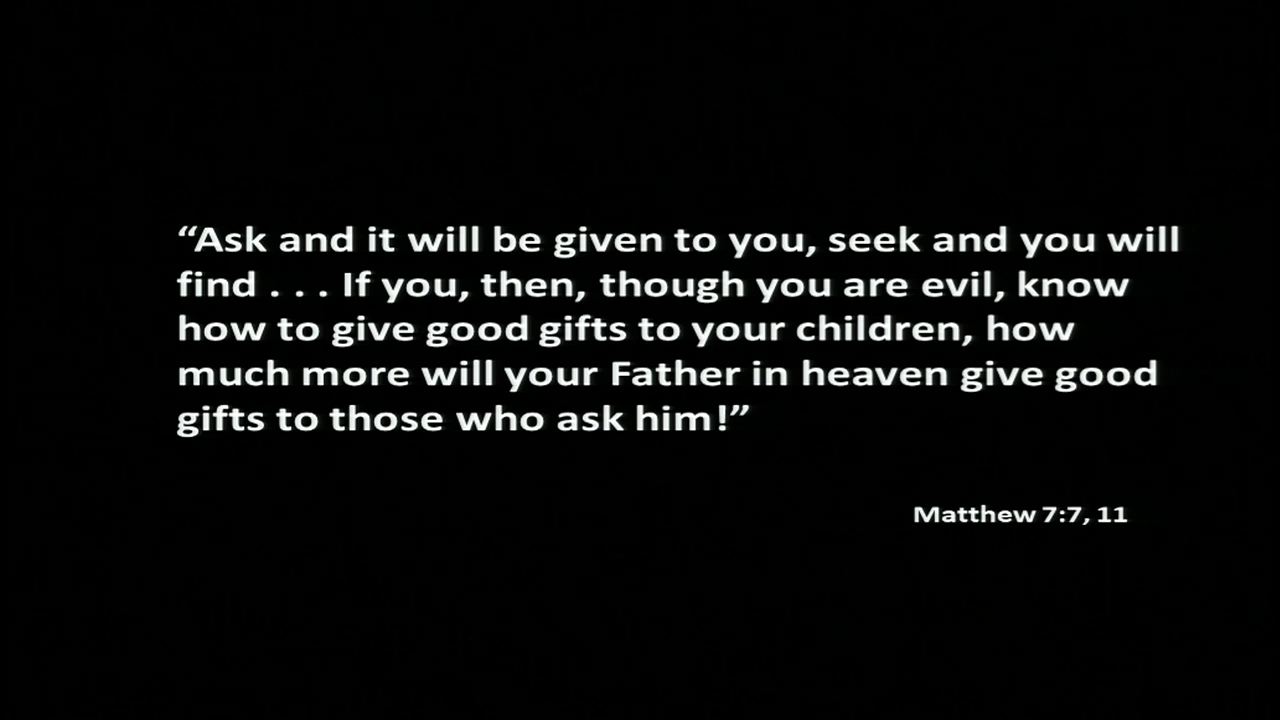 “Ask and it will be given to you, seek and you will
find . . . If you, then, though you are evil, know
how to give good gifts to your children, how
much more will your Father in heaven give good
gifts to those who ask him!”
Matthew 7:7, 11